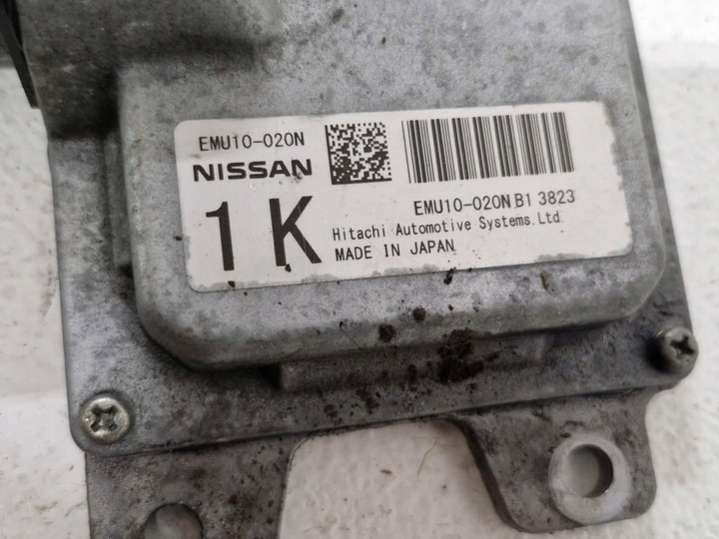 EMU10-020N
NISSAN
1K
EMU10-020N B1 3823
Hitachi Automotive Systems.Ltd.
MADE IN JAPAN